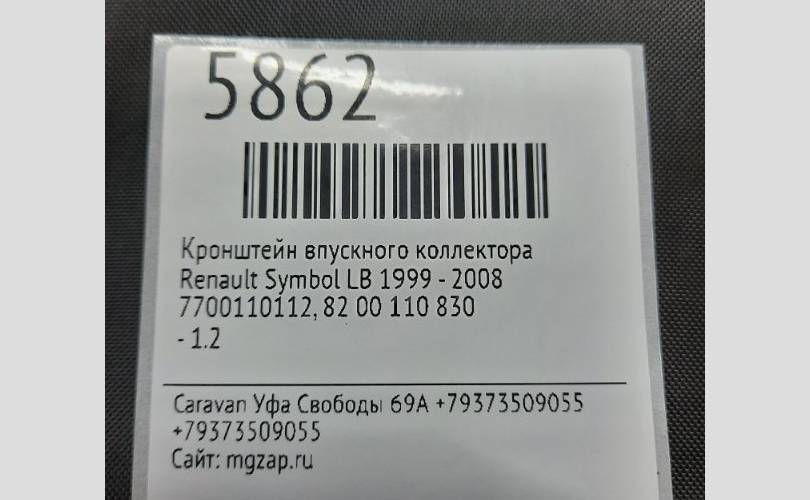 5862
Кронштейн впускного коллектора
Renault Symbol LB 1999 - 2008
7700110112, 82 00 110 830
- 1.2
Caravan Уфа Свободы 69А +79373509055
+79373509055
Сайт: mgzap.ru